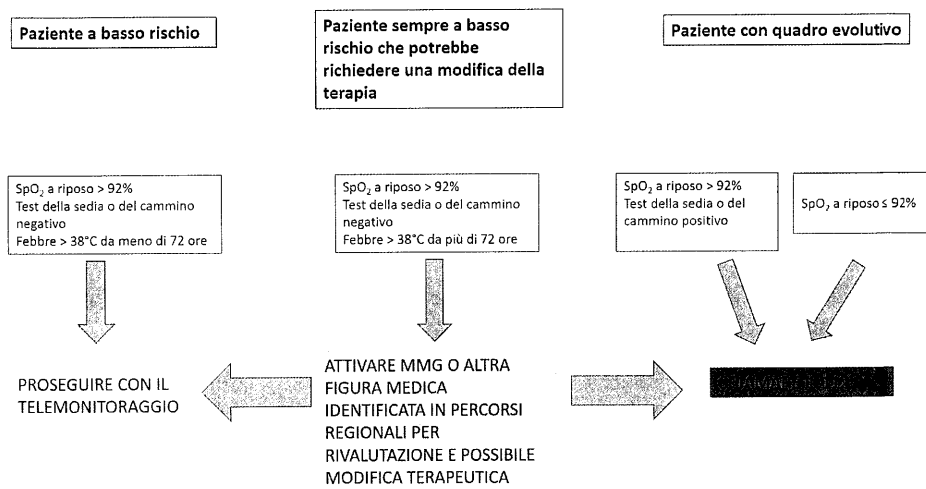 Paziente a basso rischio
Paziente sempre a basso
rischio che potrebbe
richiedere una modifica della
terapia
Paziente con quadro evolutivo
SpO₂ a riposo > 92%
Test della sedia o del cammino
negativo
Febbre > 38°C da meno di 72 ore
SpO₂ a riposo > 92%
Test della sedia o del cammino
negativo
Febbre > 38°C da più di 72 ore
SpO₂ a riposo > 92%
Test della sedia o del
cammino positivo
SpO₂ a riposo ≤ 92%
PROSEGUIRE CON IL
TELEMONITORAGGIO
ATTIVARE MMG O ALTRA
FIGURA MEDICA
IDENTIFICATA IN PERCORSI
REGIONALI PER
RIVALUTAZIONE E POSSIBILE
MODIFICA TERAPEUTICA